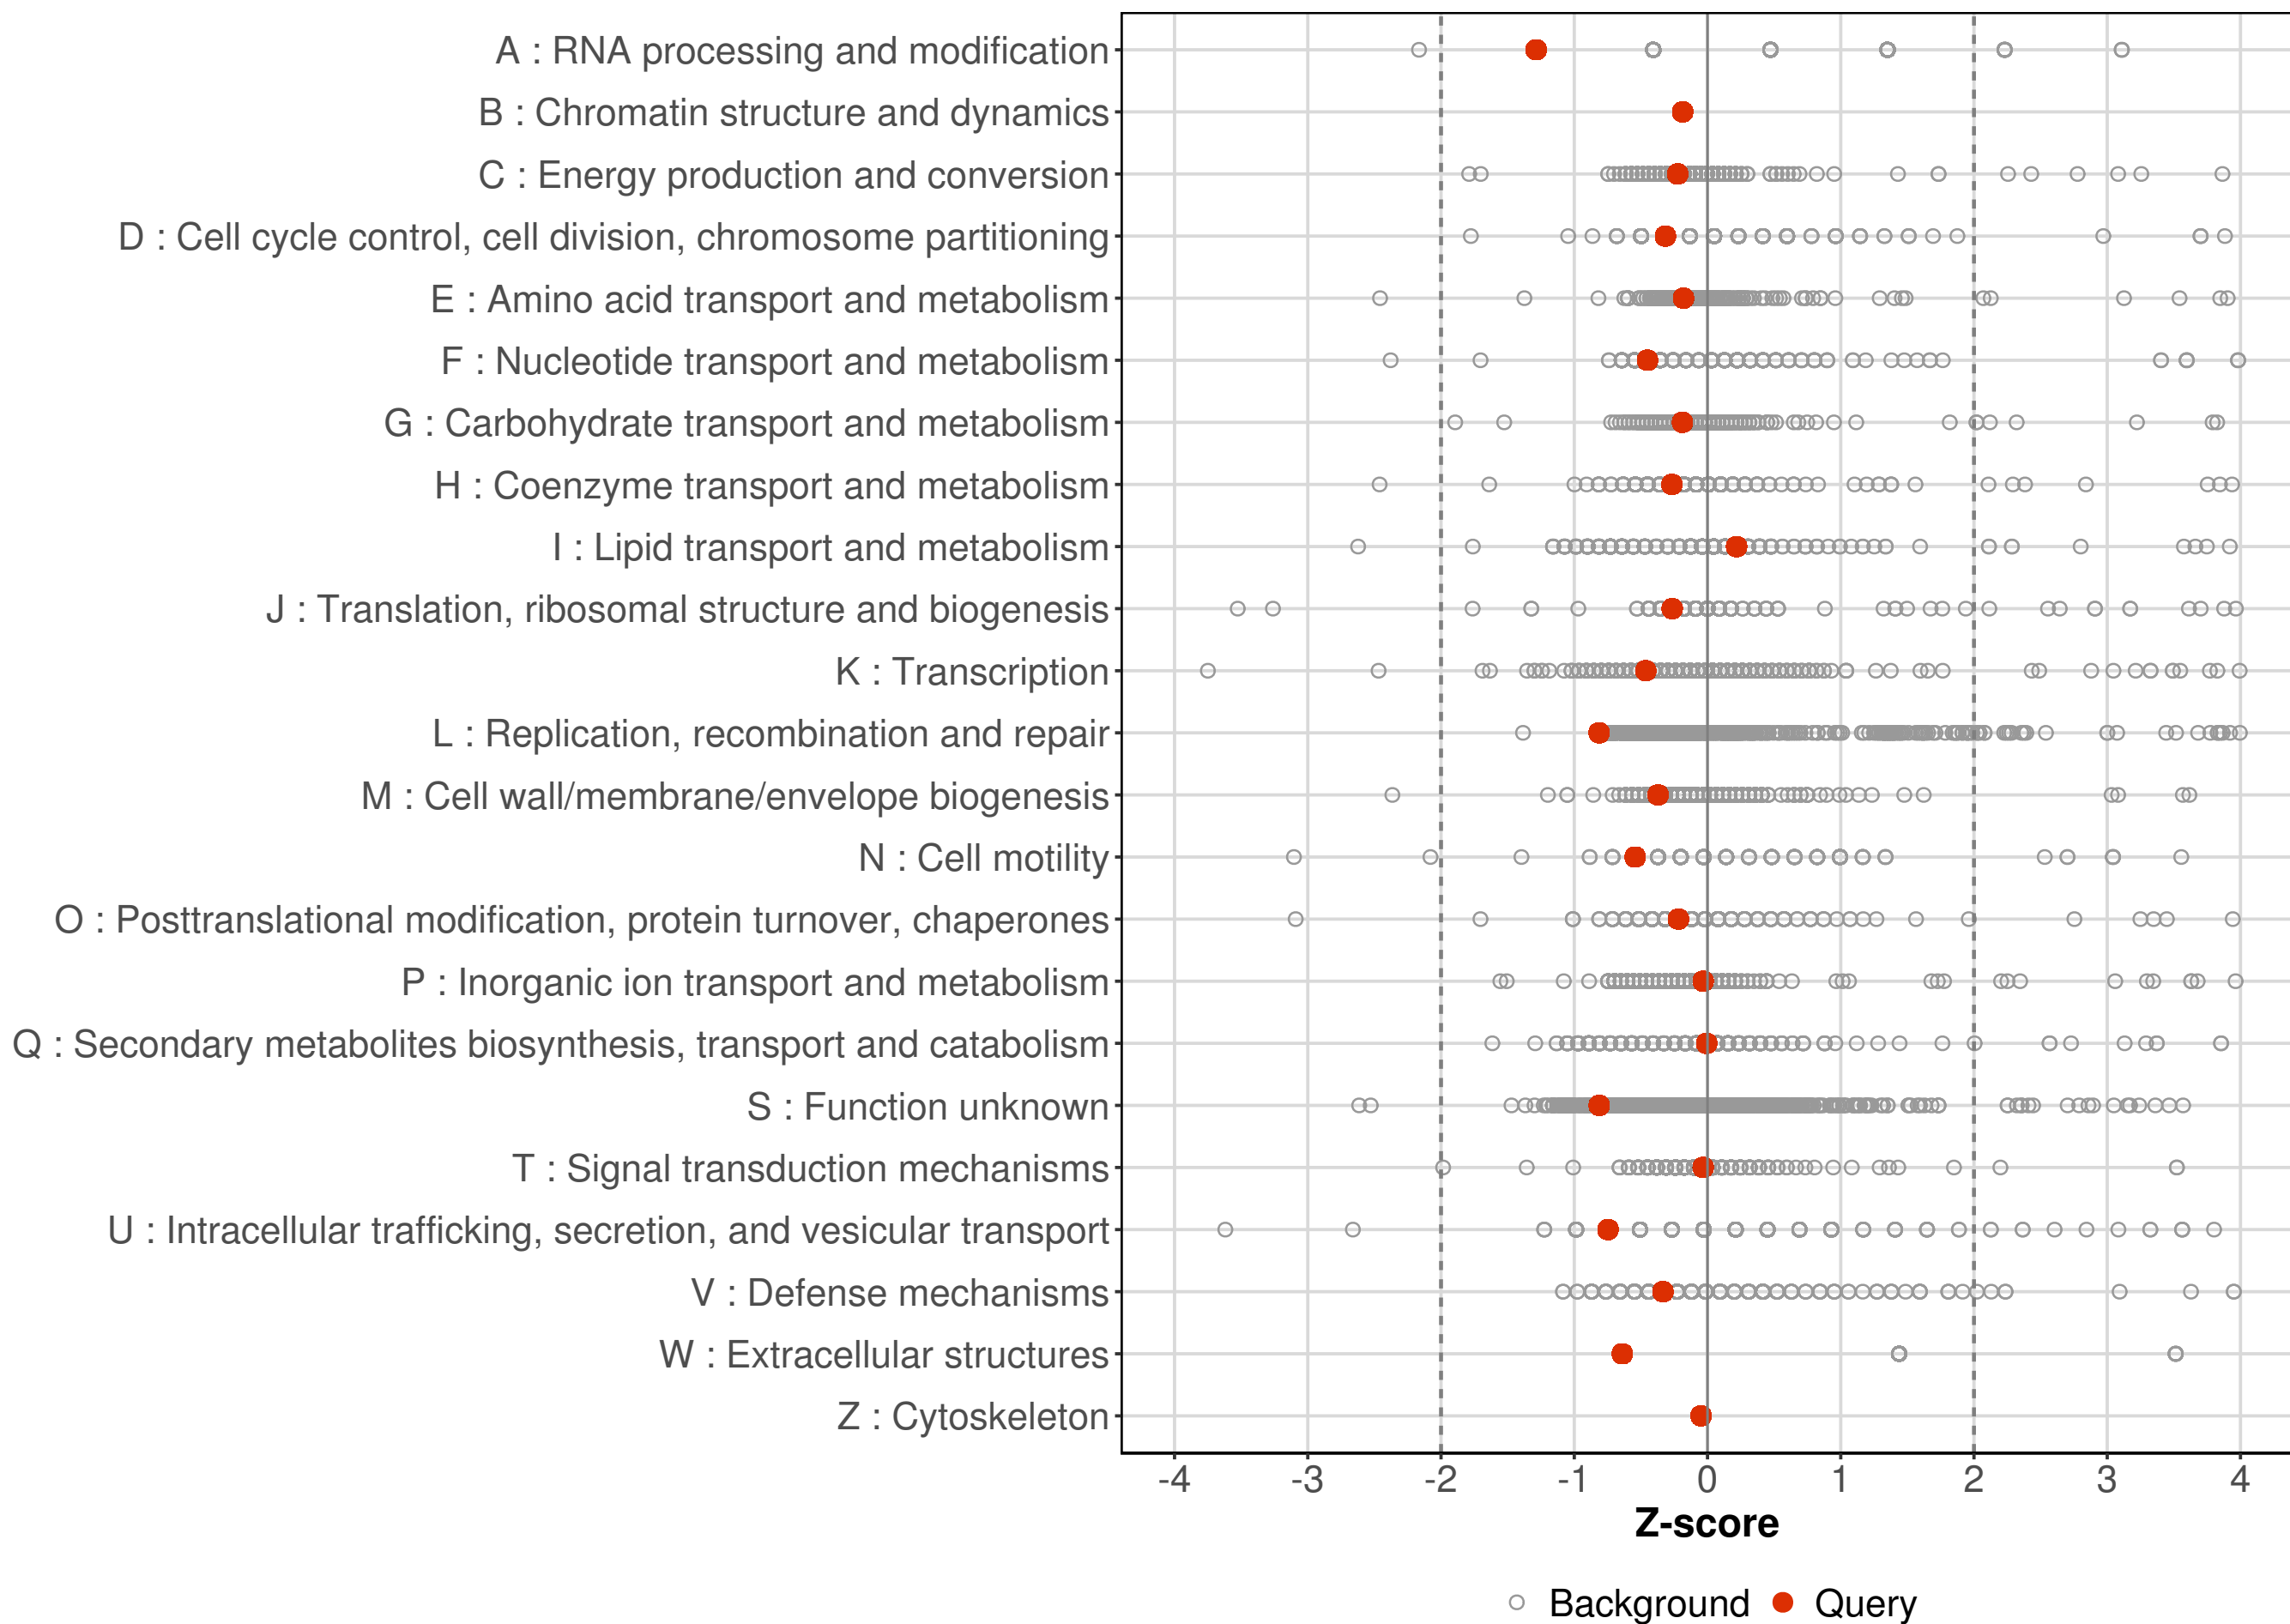 A : RNA processing and modification
B : Chromatin structure and dynamics
C : Energy production and conversion
D : Cell cycle control, cell division, chromosome partitioning
E : Amino acid transport and metabolism
F : Nucleotide transport and metabolism
G : Carbohydrate transport and metabolism
H : Coenzyme transport and metabolism
I : Lipid transport and metabolism
J : Translation, ribosomal structure and biogenesis
K : Transcription
L : Replication, recombination and repair
M : Cell wall/membrane/envelope biogenesis
N : Cell motility
O : Posttranslational modification, protein turnover, chaperones
P : Inorganic ion transport and metabolism
Q : Secondary metabolites biosynthesis, transport and catabolism
S : Function unknown
T : Signal transduction mechanisms
U : Intracellular trafficking, secretion, and vesicular transport
V : Defense mechanisms
W : Extracellular structures
Z : Cytoskeleton
-4 -3 -2 -1 0 1 2 3 4
Z-score
Background Query